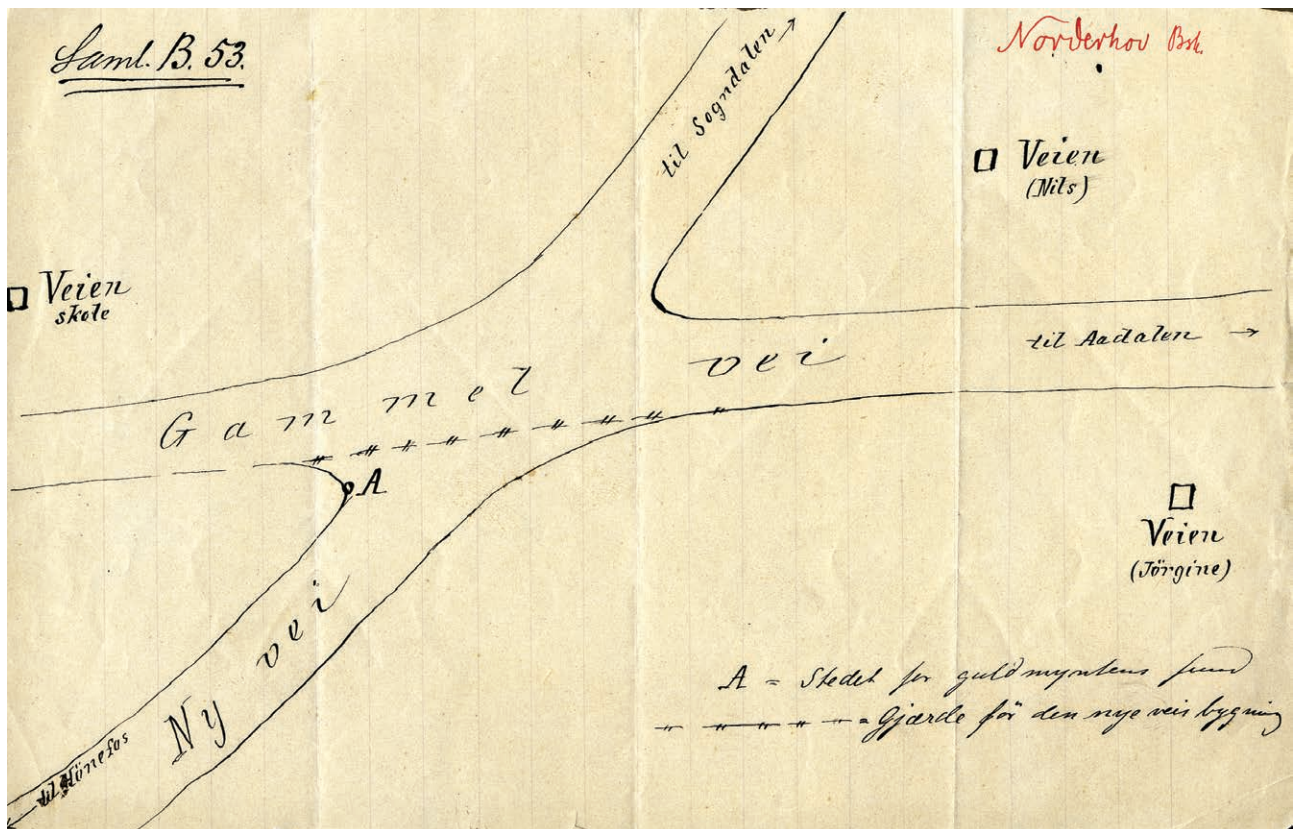 Saml. B. 53.
Norderhov Bsk.
til Sogndalen
Veien
(Nils)
Veien
skole
til Aadalen
Gammel vei
A
Veien
(Jörgine)
Ny vei
til Hönefos
A = Stedet for guldmyntens fund
= Gjærde för den nye veis bygning